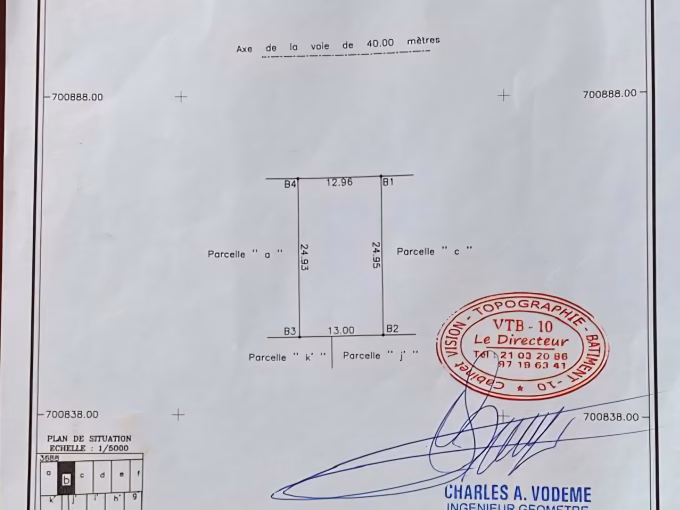 Axe de la voie de 40.00 mètres
700888.00
700888.00
B4 12.96 B1
24.93
24.95
Parcelle " a "
Parcelle " c "
B3 13.00 B2
Parcelle " k' "
Parcelle " j' "
Cabinet VISION - TOPOGRAPHIE - BATIMENT - 10
VTB - 10
Le Directeur
Tél : 21 03 20 86
97 19 63 41
700838.00
700838.00
PLAN DE SITUATION
ECHELLE : 1/5000
3688
a b c d e f
k' j' i' h' g
CHARLES A. VODEME
INGENIEUR GEOMETRE